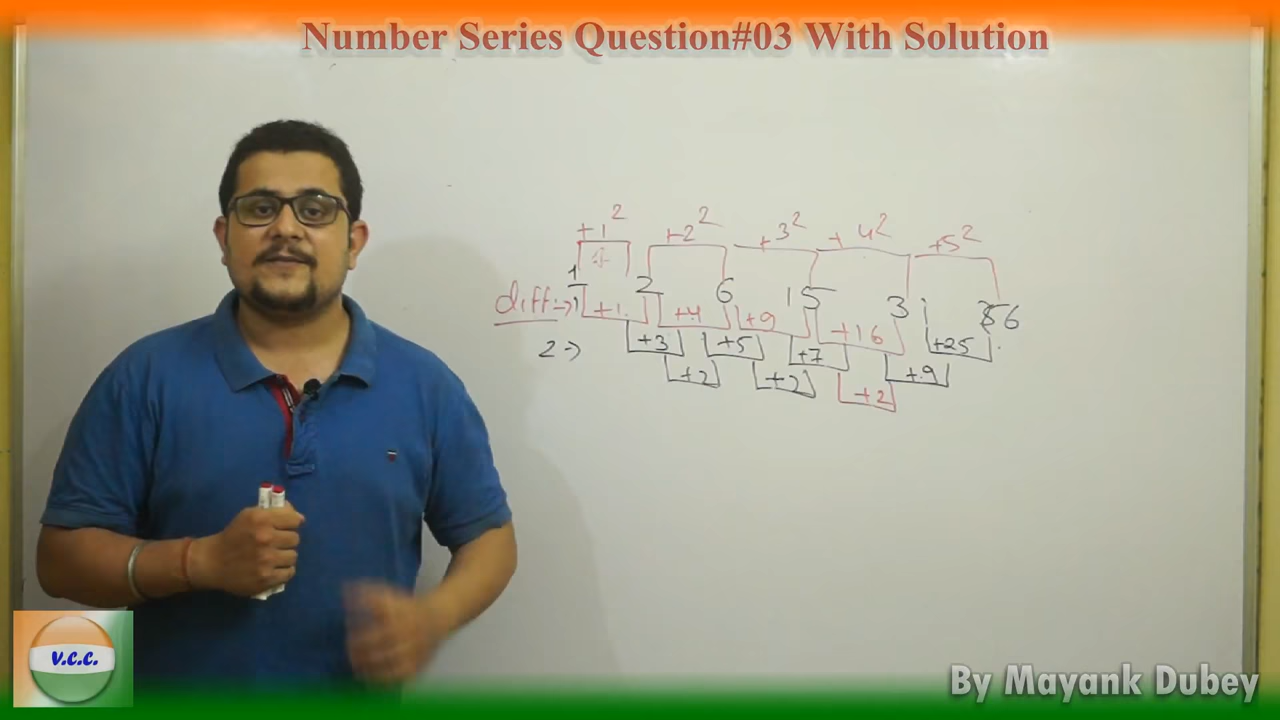 Number Series Question#03 With Solution
+1² +2² +3² +4² +5²
1 2 6 15 31 56
diff:→ +1 +4 +9 +16 +25
2→ +3 +5 +7 +9
+2 +2 +2
V.C.C.
By Mayank Dubey